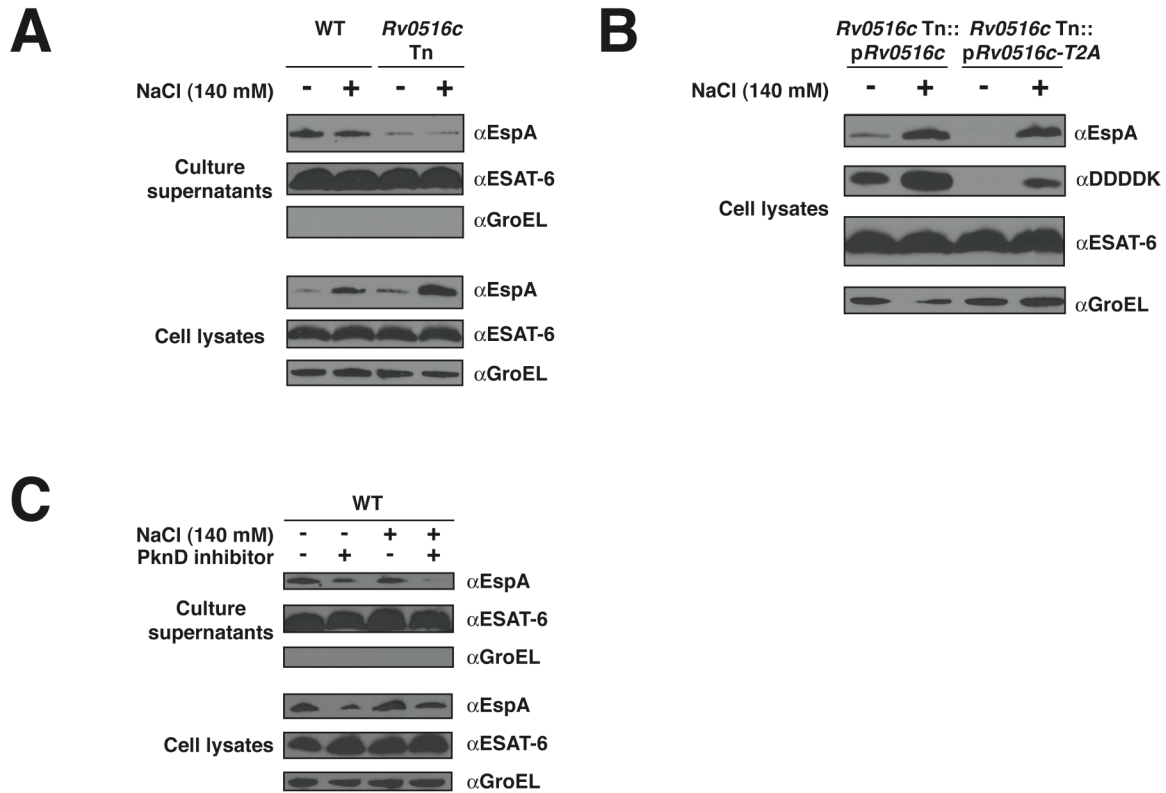 A
WT Rv0516c Tn
NaCl (140 mM) - + - +
Culture supernatants
αEspA
αESAT-6
αGroEL
Cell lysates
αEspA
αESAT-6
αGroEL
B
Rv0516c Tn:: pRv0516c
Rv0516c Tn:: pRv0516c-T2A
NaCl (140 mM) - + - +
Cell lysates
αEspA
αDDDDK
αESAT-6
αGroEL
C
WT
NaCl (140 mM) - - + +
PknD inhibitor - + - +
Culture supernatants
αEspA
αESAT-6
αGroEL
Cell lysates
αEspA
αESAT-6
αGroEL